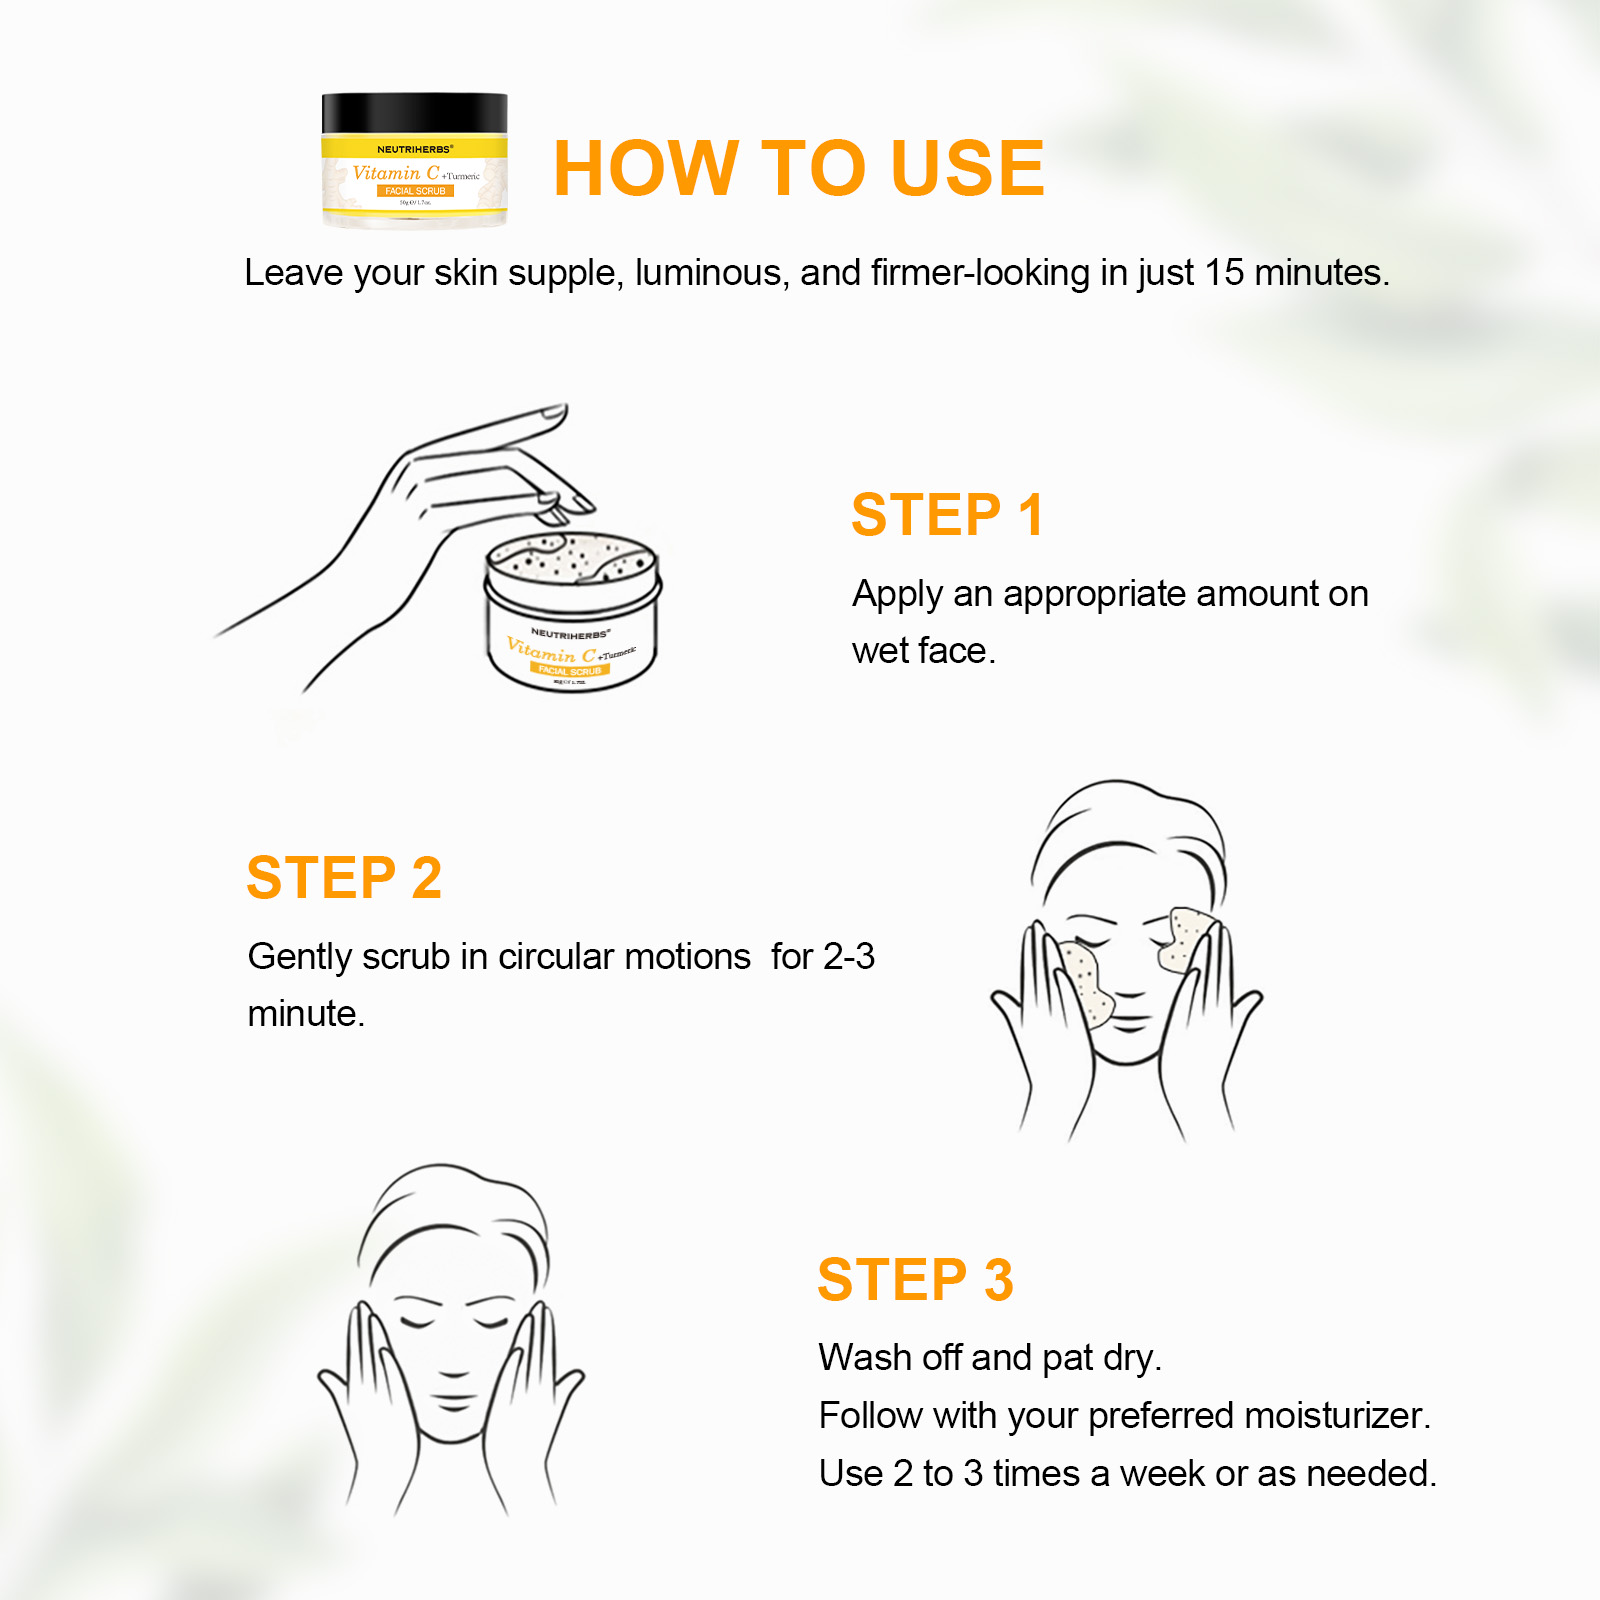 NEUTRIHERBS®
Vitamin C +Turmeric
FACIAL SCRUB
50g℮/1.7oz.
HOW TO USE
Leave your skin supple, luminous, and firmer-looking in just 15 minutes.
STEP 1
Apply an appropriate amount on
wet face.
NEUTRIHERBS®
Vitamin C +Turmeric
FACIAL SCRUB
50g℮/1.7oz.
STEP 2
Gently scrub in circular motions  for 2-3
minute.
STEP 3
Wash off and pat dry.
Follow with your preferred moisturizer.
Use 2 to 3 times a week or as needed.